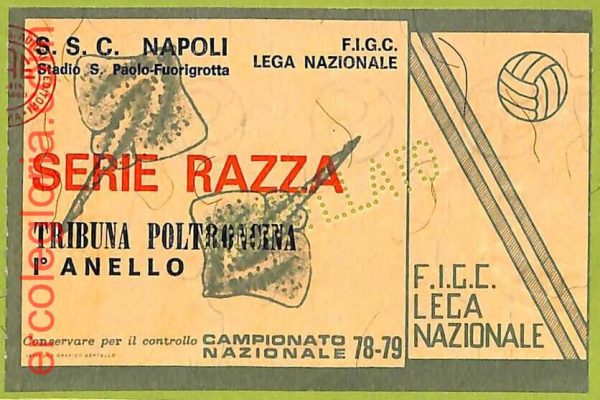 S. S. C. NAPOLI
Stadio S. Paolo-Fuorigrotta
F.I.G.C.
LEGA NAZIONALE
SERIE RAZZA
TRIBUNA POLTRONCINA
I° ANELLO
Conservare per il controllo
CAMPIONATO
NAZIONALE 78-79
F.I.G.C.
LEGA
NAZIONALE
ercolegloria.com